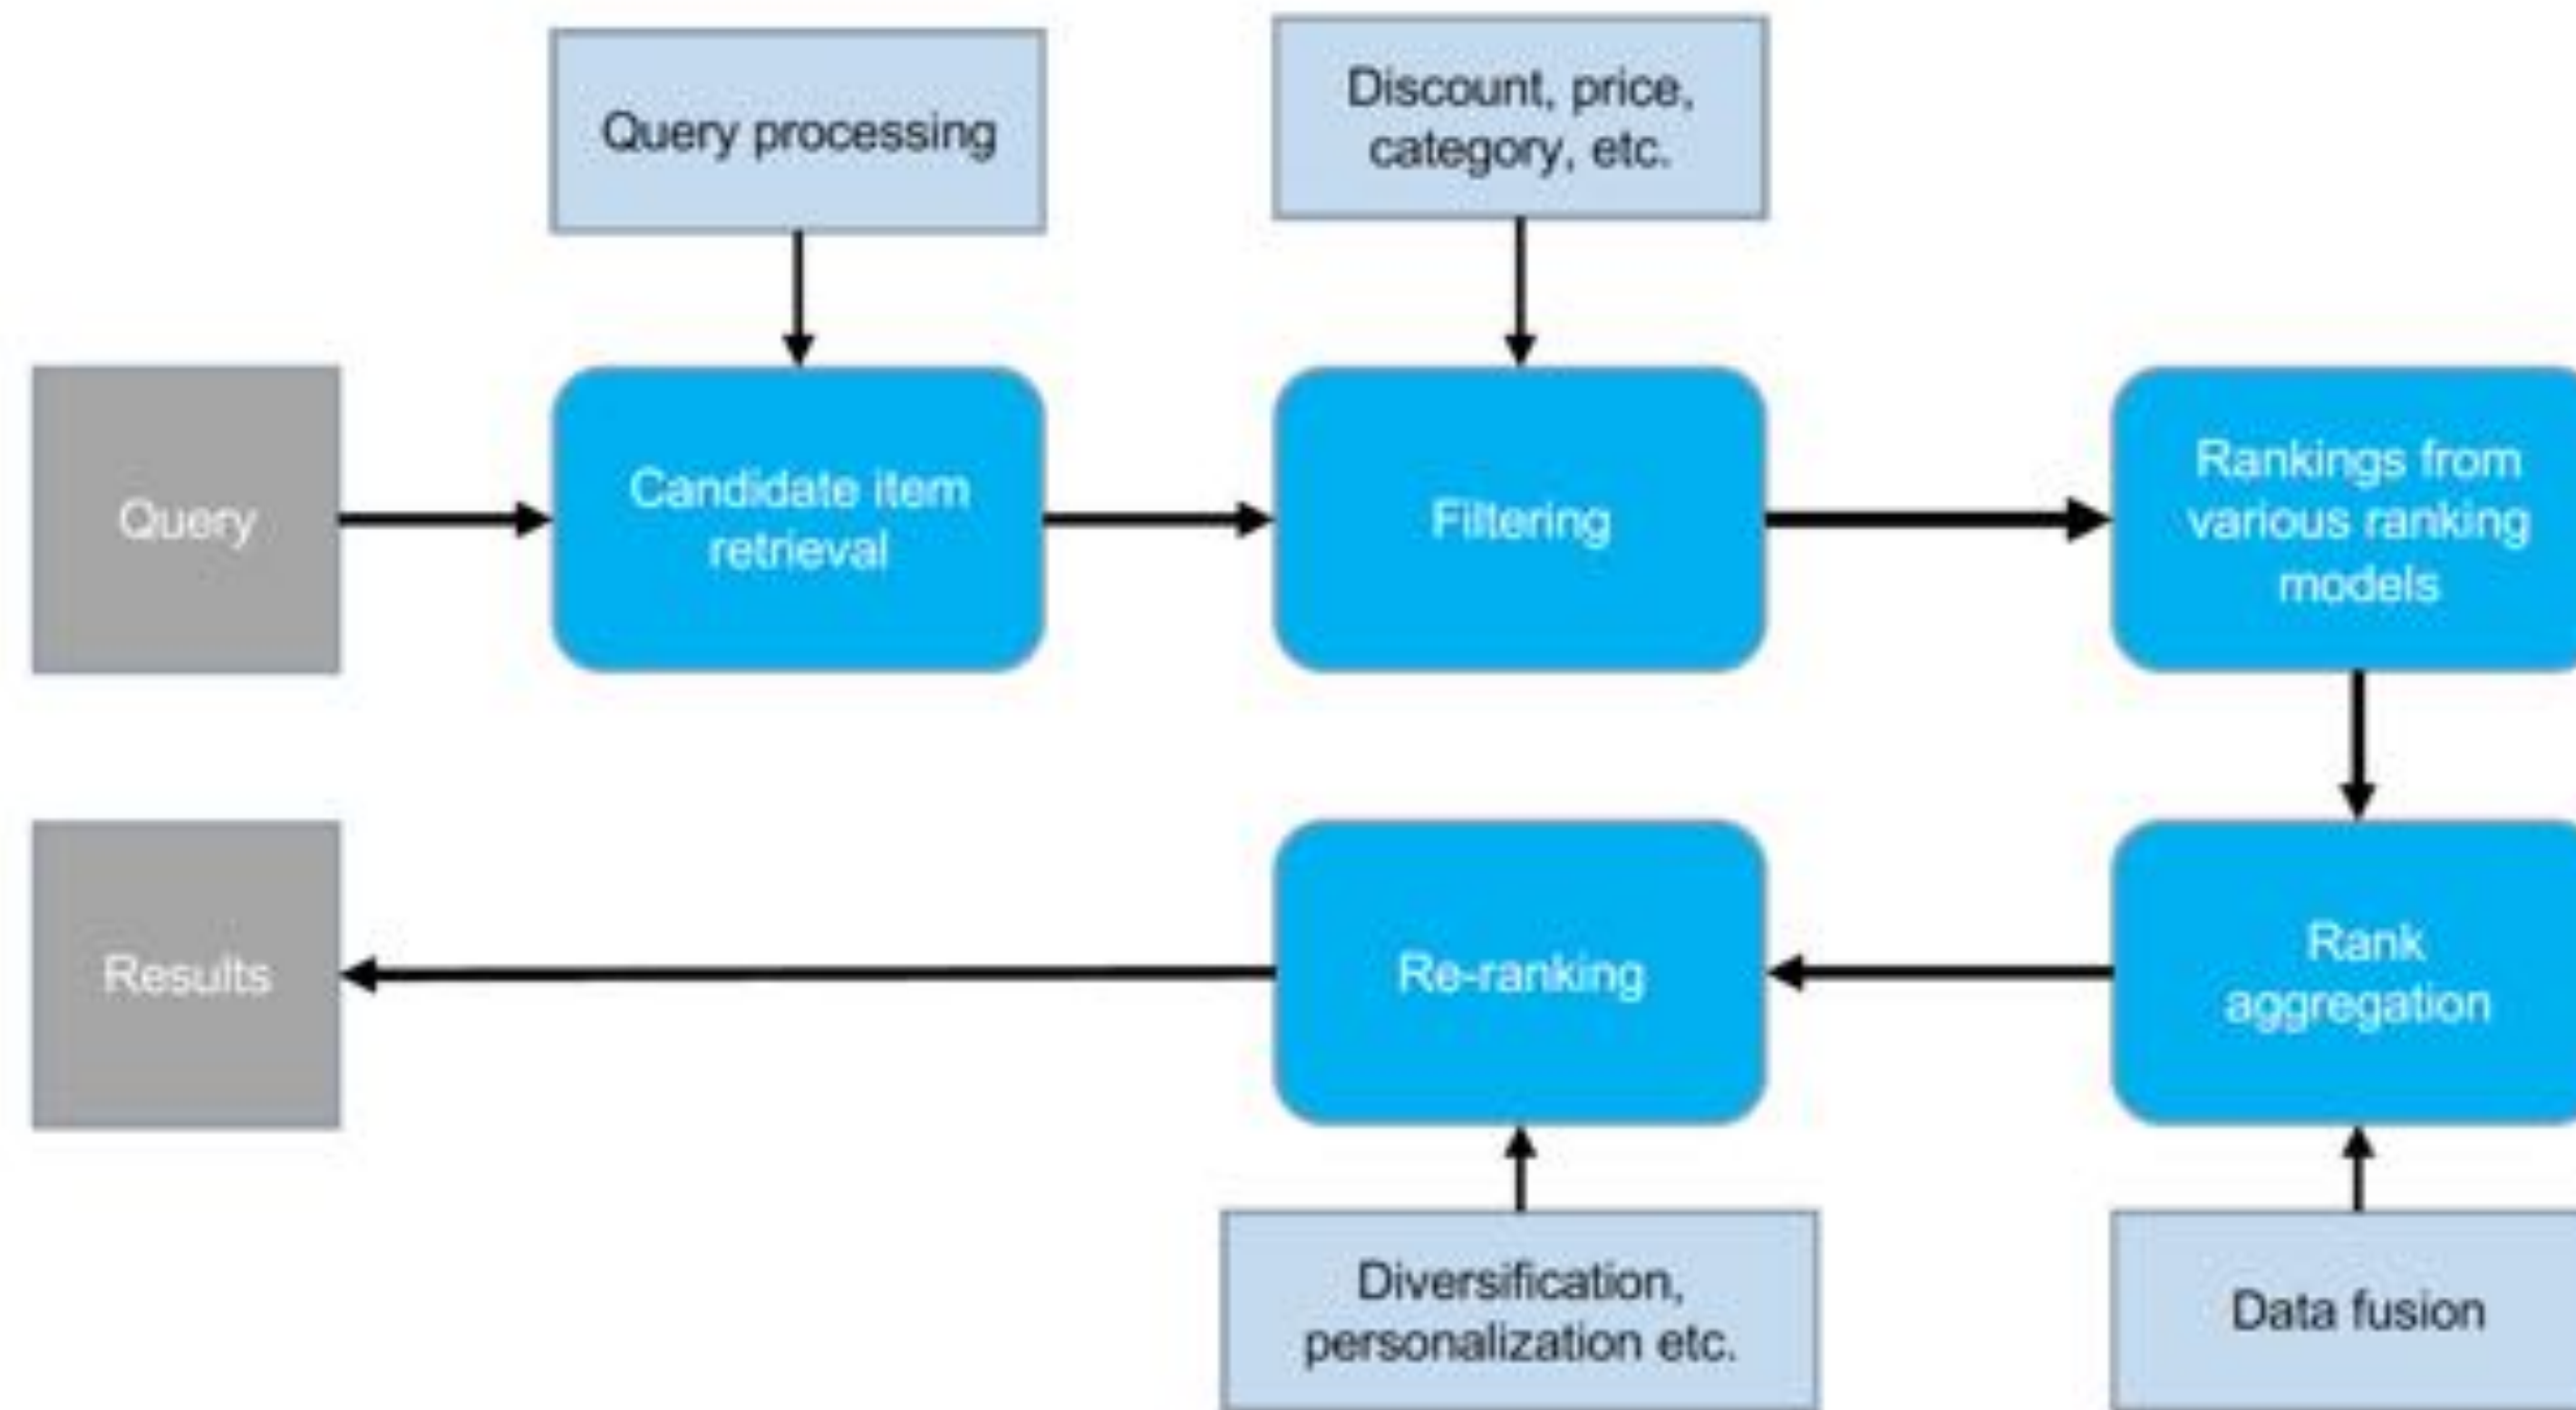 Query processing
Discount, price,
category, etc.
Query
Candidate item
retrieval
Filtering
Rankings from
various ranking
models
Results
Re-ranking
Rank
aggregation
Diversification,
personalization etc.
Data fusion